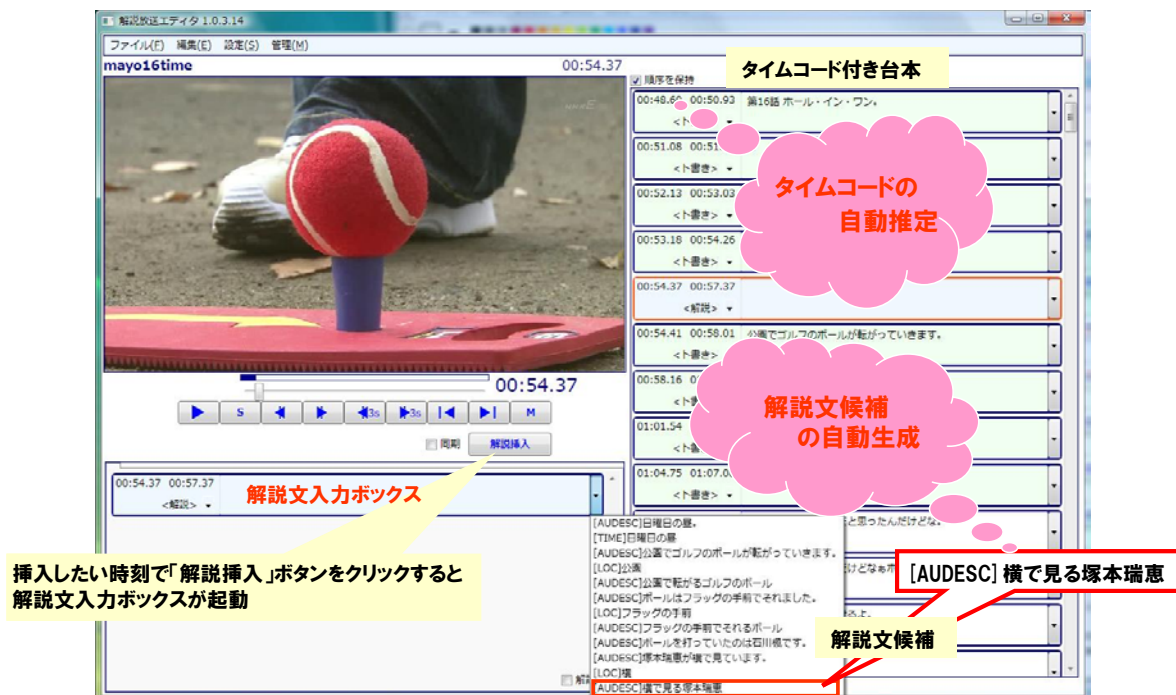 解説放送エディタ 1.0.3.14
ファイル(F) 編集(E) 設定(S) 管理(M)
mayo16time 00:54.37
順序を保持
タイムコード付き台本
00:48.60 00:50.93 第16話 ホール・イン・ワン。
00:51.08
<ト書き>
00:52.13 00:53.03
<ト書き>
00:53.18 00:54.26
<ト書き>
タイムコードの
自動推定
00:54.37 00:57.37
<解説>
00:54.41 00:58.01 公園でゴルフのボールが転がっていきます。
<ト書き>
00:58.16
01:01.54
01:04.75
<ト書き>
解説文候補
の自動生成
00:54.37
S 3s 3s M
同期 解説挿入
00:54.37 00:57.37
<解説>
解説文入力ボックス
挿入したい時刻で「解説挿入」ボタンをクリックすると
解説文入力ボックスが起動
[AUDESC]日曜日の昼。
[TIME]日曜日の昼
[AUDESC]公園でゴルフのボールが転がっていきます。
[LOC]公園
[AUDESC]公園で転がるゴルフのボール
[AUDESC]ボールはフラッグの手前でそれました。
[LOC]フラッグの手前
[AUDESC]フラッグの手前でそれるボール
[AUDESC]ボールを打っていたのは石川楓です。
[AUDESC]塚本瑞恵が横で見ています。
[LOC]横
[AUDESC]横で見る塚本瑞恵
と思ったんだけどな。
[AUDESC] 横で見る塚本瑞恵
解説文候補